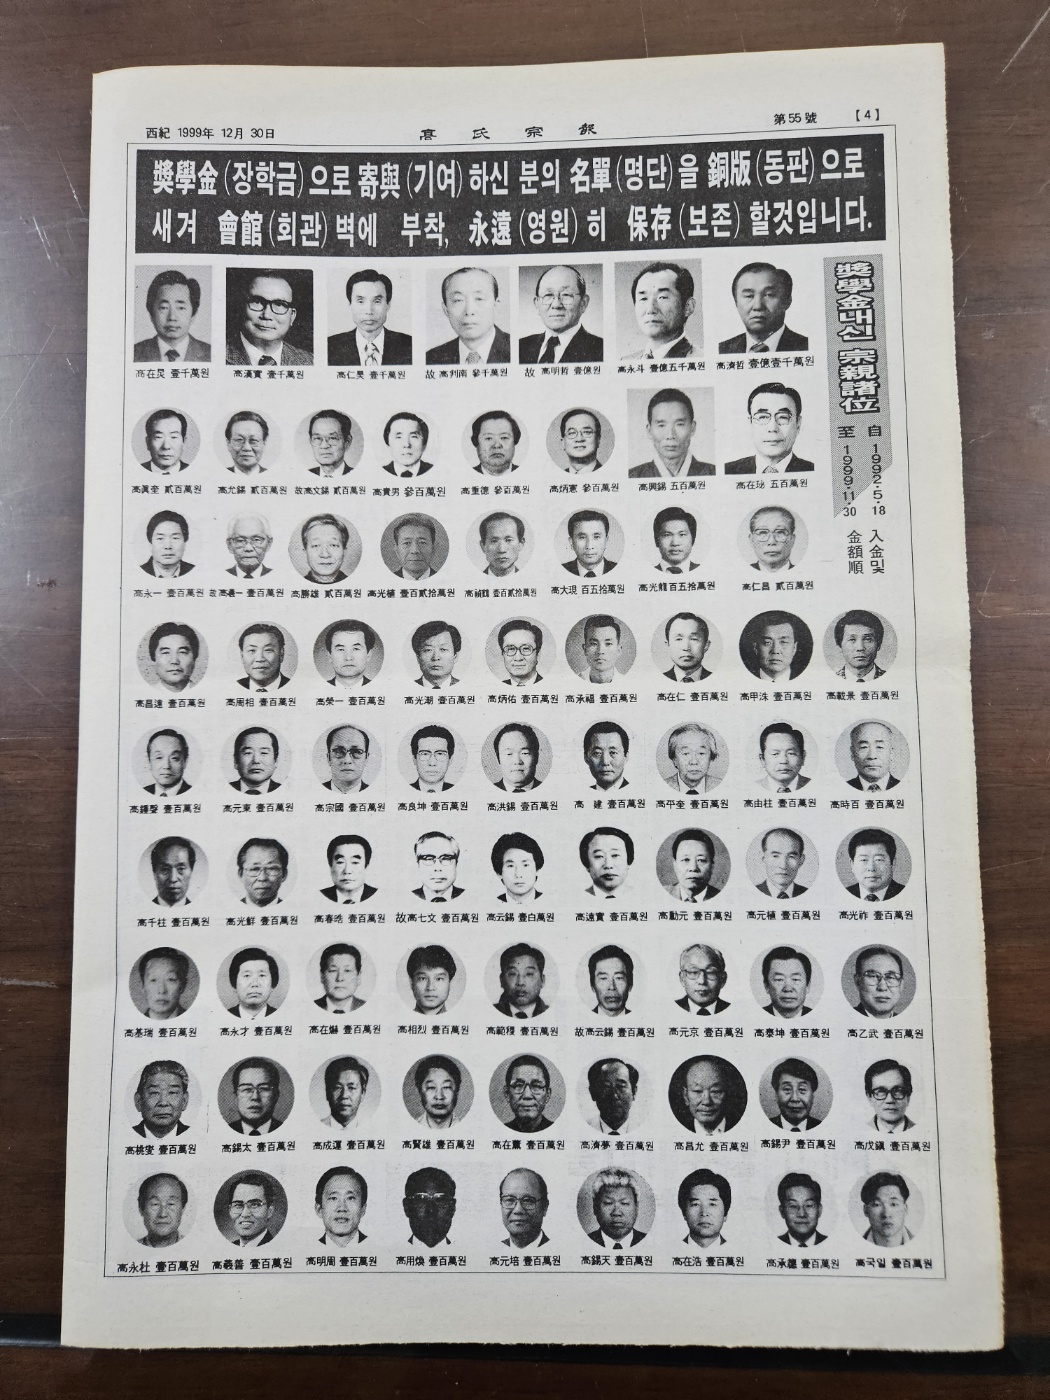 西紀 1999年 12月 30日
高氏宗報
第55號 【4】
奬學金(장학금)으로 寄與(기여)하신 분의 名單(명단)을 銅版(동판)으로
새겨 會館(회관)벽에 부착, 永遠(영원)히 保存(보존)할것입니다.
奬學金내신 宗親諸位
自 1992·5·18
至 1999·11·30
入金및
金額順
高在炅 壹千萬원 高漢實 壹千萬원 高仁昊 壹千萬원 故 高判南 參千萬원 故 高明哲 壹億원 高永斗 壹億五千萬원 高濟哲 壹億壹千萬원
高眞奎 貳百萬원 高允錫 貳百萬원 故高文錫 貳百萬원 高貴男 參百萬원 高重德 參百萬원 高炳憲 參百萬원 高興錫 五百萬원 高在珌 五百萬원
高永一 壹百萬원 壹百萬원 高勝雄 貳百萬원 高光植 壹百貳拾萬원 壹百貳拾萬원 高大現 百五拾萬원 高光龍 百五拾萬원 高仁昌 貳百萬원
高昌遠 壹百萬원 高周相 壹百萬원 高榮一 壹百萬원 高光潮 壹百萬원 高炳佑 壹百萬원 高承福 壹百萬원 高在仁 壹百萬원 高甲洙 壹百萬원 高載景 壹百萬원
高鍾聲 壹百萬원 高元東 壹百萬원 高宗國 壹百萬원 高良坤 壹百萬원 高洪錫 壹百萬원 高 建 壹百萬원 高平奎 壹百萬원 高由柱 壹百萬원 高時百 壹百萬원
高千柱 壹百萬원 高光鮮 壹百萬원 高春晧 壹百萬원 故高七文 壹百萬원 高云錫 壹白萬원 高遠實 壹百萬원 高勳元 壹百萬원 高元植 壹百萬원 高光祚 壹百萬원
高基瑞 壹百萬원 高永才 壹百萬원 高在爀 壹百萬원 高相烈 壹百萬원 高範稷 壹百萬원 故高云錫 壹百萬원 高元京 壹百萬원 高泰坤 壹百萬원 高乙武 壹百萬원
高桃燮 壹百萬원 高錫太 壹百萬원 高成運 壹百萬원 高賢雄 壹百萬원 高在薰 壹百萬원 高濟夢 壹百萬원 高昌允 壹百萬원 高錫尹 壹百萬원 高戊鎭 壹百萬원
高永杜 壹百萬원 高義善 壹百萬원 高明周 壹百萬원 高用煥 壹百萬원 高元培 壹百萬원 高錫天 壹百萬원 高在浩 壹百萬원 高承龍 壹百萬원 高국일 壹百萬원